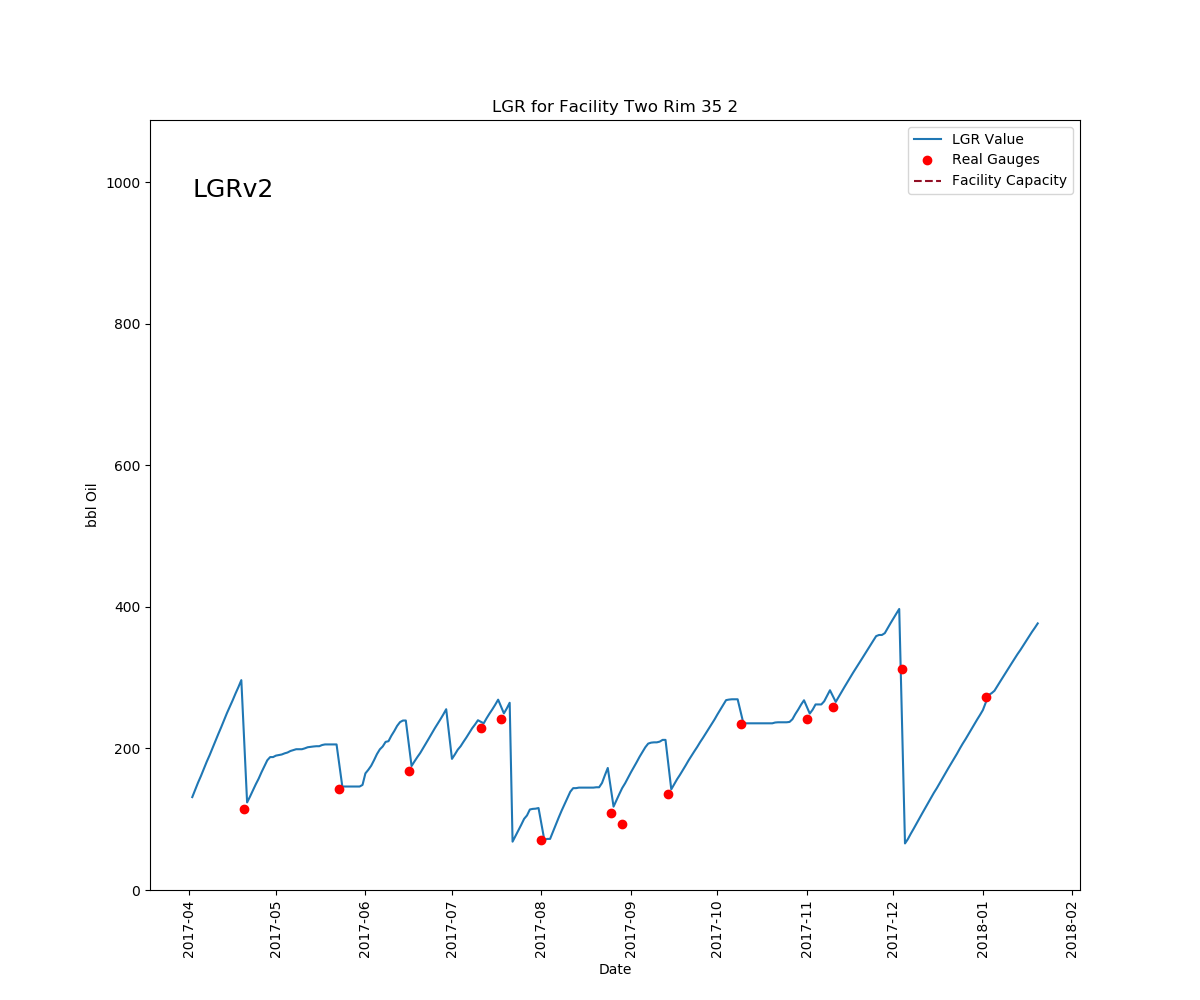 LGR for Facility Two Rim 35 2
LGRv2
LGR Value
Real Gauges
Facility Capacity
bbl Oil
1000
800
600
400
200
0
2017-04
2017-05
2017-06
2017-07
2017-08
2017-09
2017-10
2017-11
2017-12
2018-01
2018-02
Date